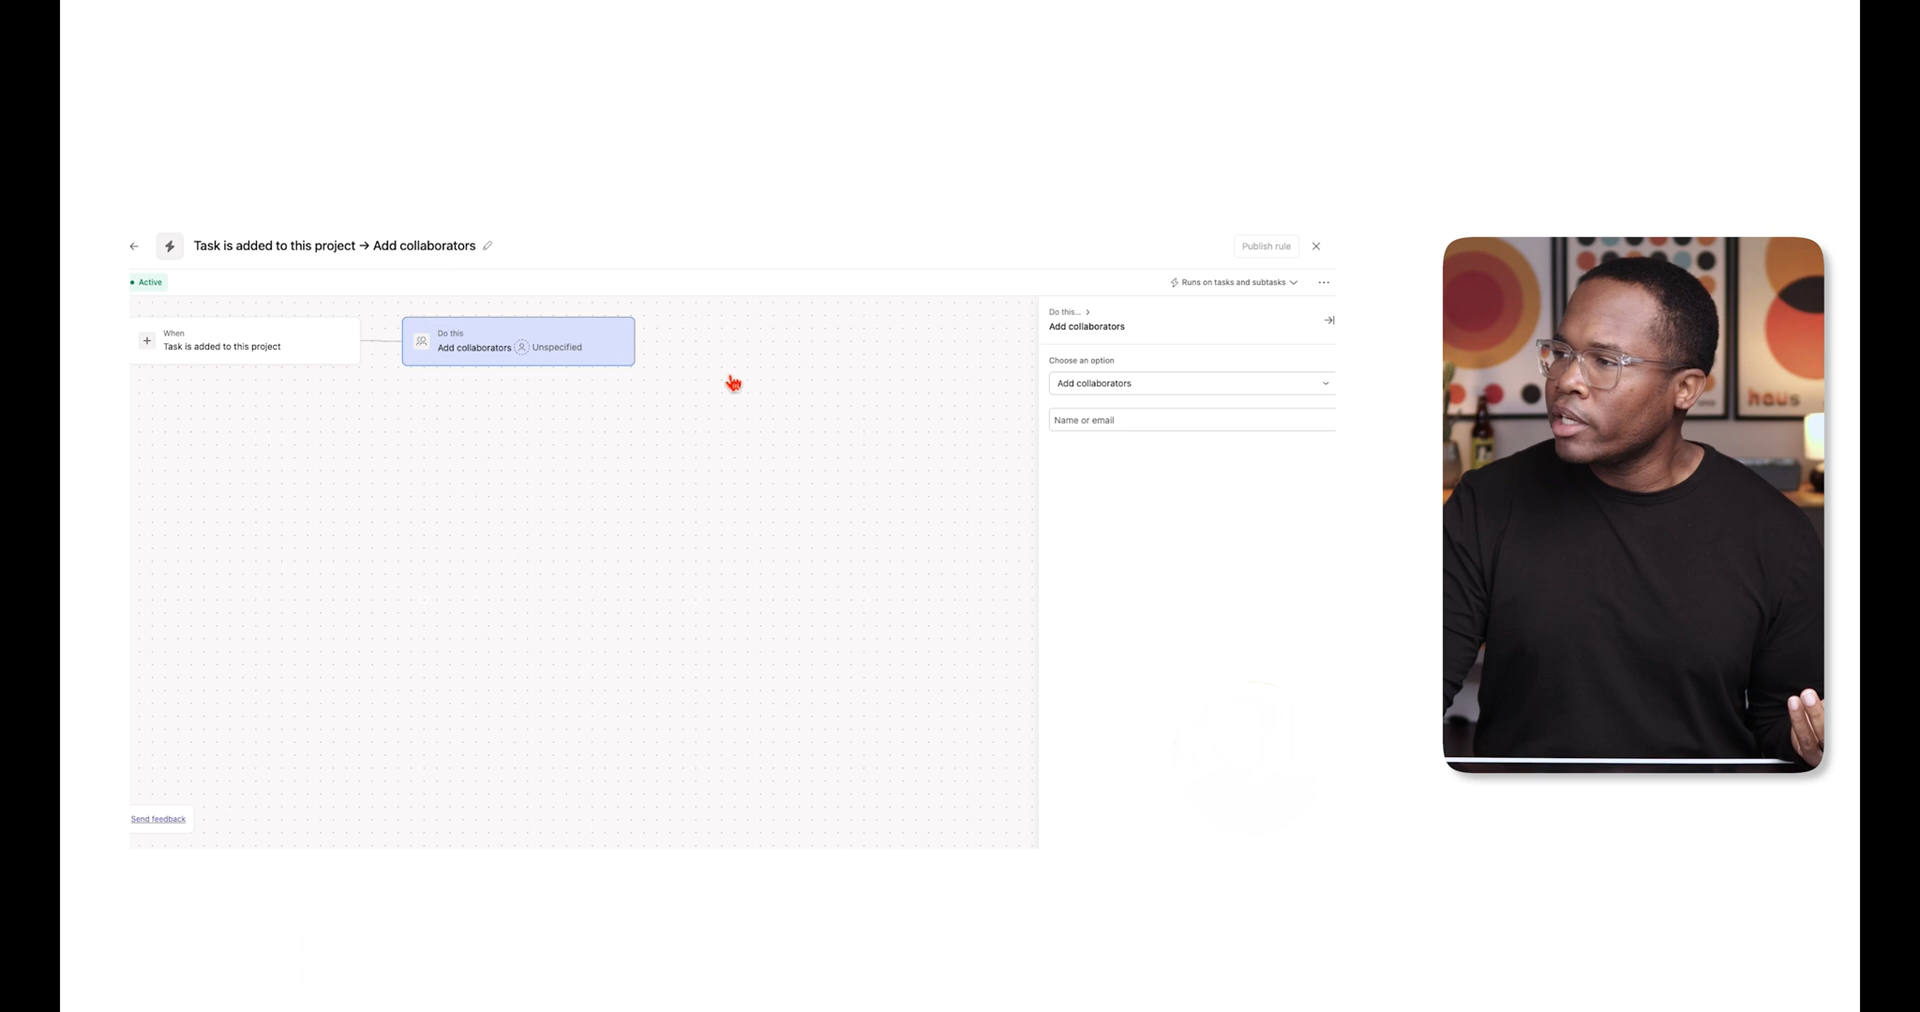 Task is added to this project → Add collaborators
Publish rule
Active
Runs on tasks and subtasks
When
Task is added to this project
Do this
Add collaborators Unspecified
Do this...
Add collaborators
Choose an option
Add collaborators
Name or email
Send feedback
haus